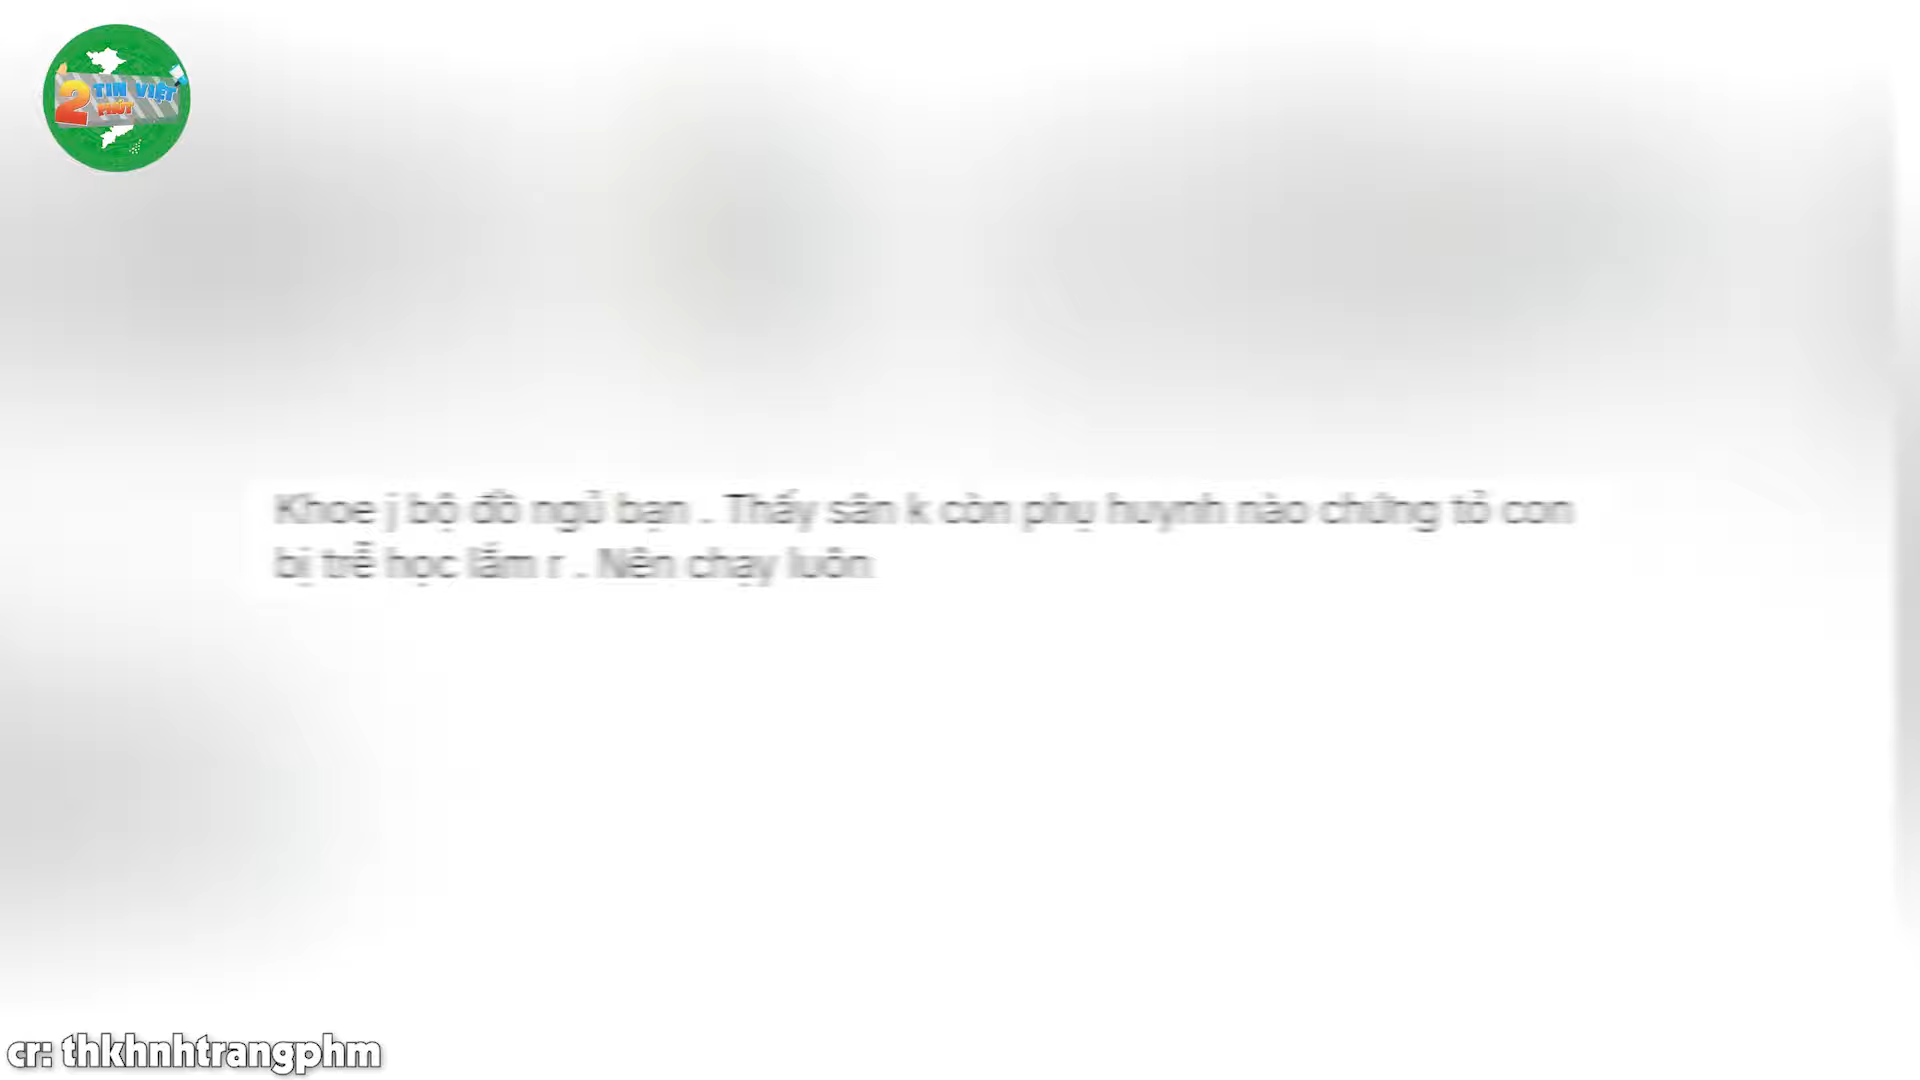 2 TIN VIỆT
PHÚT
Khoe j bộ đồ ngủ bạn . Thấy sân k còn phụ huynh nào chứng tỏ con
bị trễ học lắm r . Nên chạy luôn
cr: thkhnhtrangphm